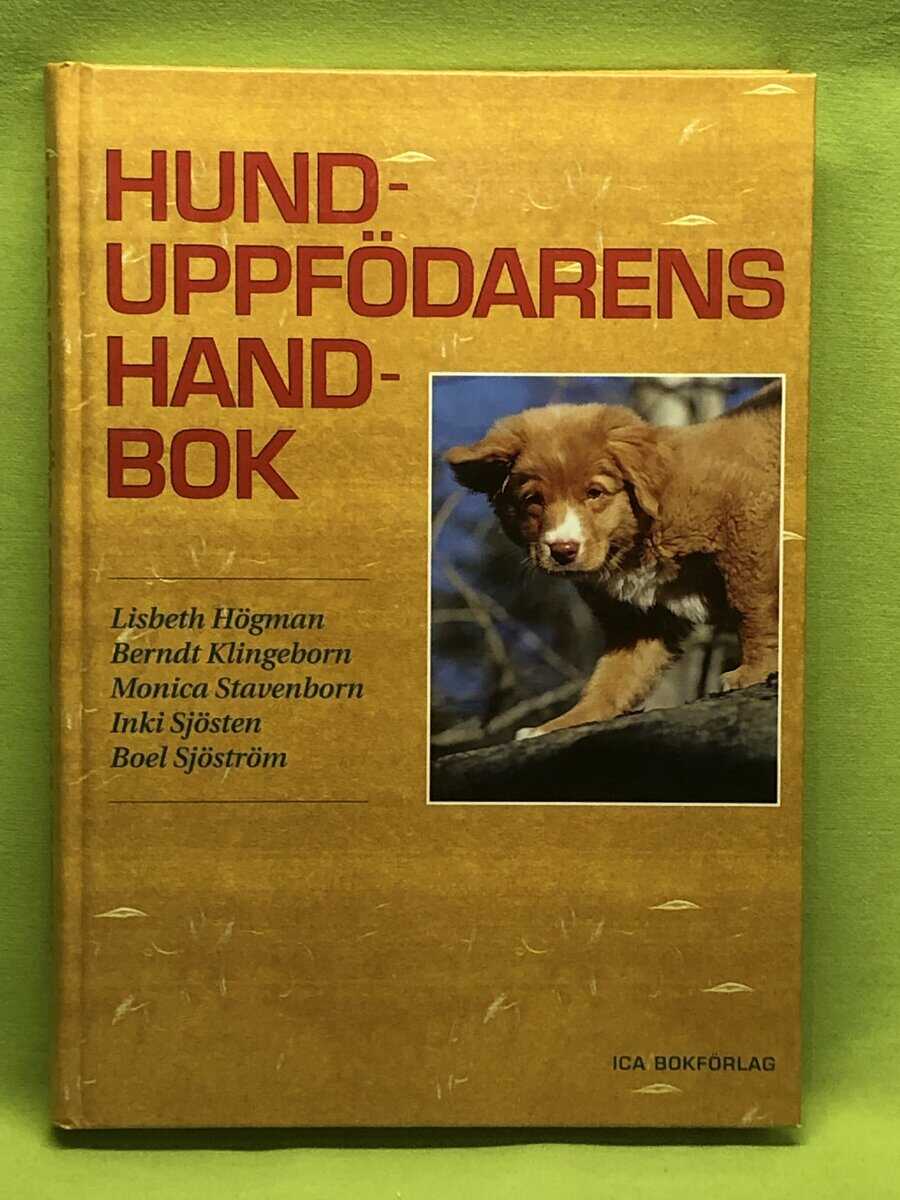 HUND-
UPPFÖDARENS
HAND-
BOK
Lisbeth Högman
Berndt Klingeborn
Monica Stavenborn
Inki Sjösten
Boel Sjöström
ICA BOKFÖRLAG